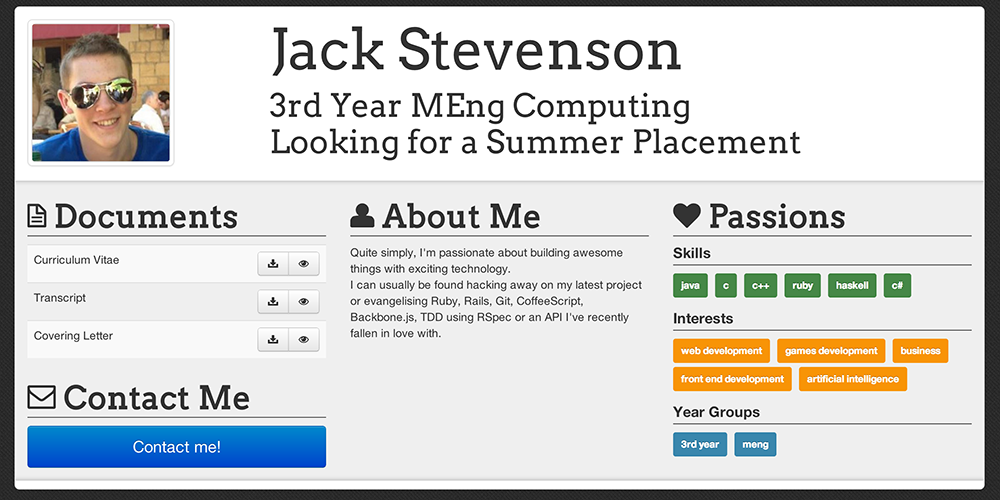 Jack Stevenson
3rd Year MEng Computing
Looking for a Summer Placement
Documents
Curriculum Vitae
Transcript
Covering Letter
Contact Me
Contact me!
About Me
Quite simply, I'm passionate about building awesome
things with exciting technology.
I can usually be found hacking away on my latest project
or evangelising Ruby, Rails, Git, CoffeeScript,
Backbone.js, TDD using RSpec or an API I've recently
fallen in love with.
Passions
Skills
java c c++ ruby haskell c#
Interests
web development games development business
front end development artificial intelligence
Year Groups
3rd year meng